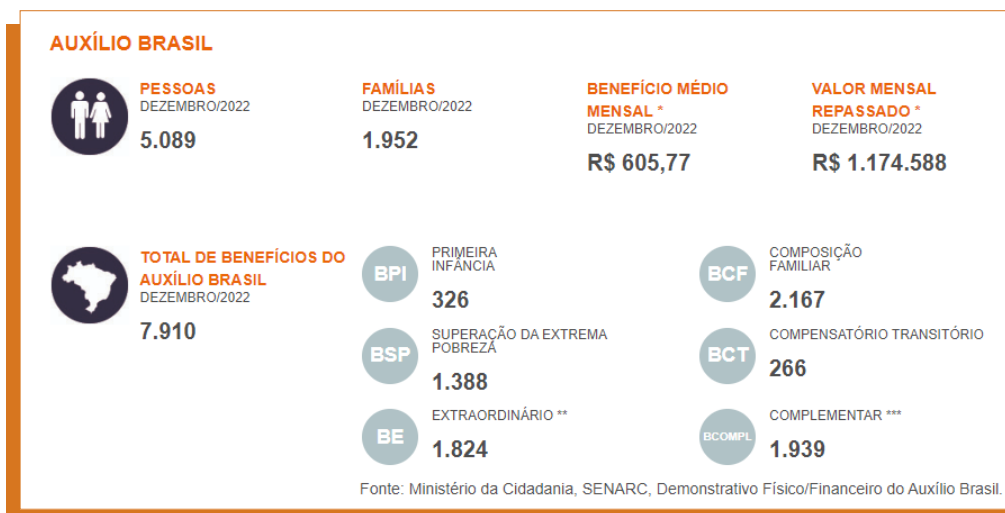 AUXÍLIO BRASIL
PESSOAS
DEZEMBRO/2022
5.089
FAMÍLIAS
DEZEMBRO/2022
1.952
BENEFÍCIO MÉDIO
MENSAL *
DEZEMBRO/2022
R$ 605,77
VALOR MENSAL
REPASSADO *
DEZEMBRO/2022
R$ 1.174.588
TOTAL DE BENEFÍCIOS DO
AUXÍLIO BRASIL
DEZEMBRO/2022
7.910
BPI
PRIMEIRA
INFÂNCIA
326
BCF
COMPOSIÇÃO
FAMILIAR
2.167
BSP
SUPERAÇÃO DA EXTREMA
POBREZA
1.388
BCT
COMPENSATÓRIO TRANSITÓRIO
266
BE
EXTRAORDINÁRIO **
1.824
BCOMPL
COMPLEMENTAR ***
1.939
Fonte: Ministério da Cidadania, SENARC, Demonstrativo Físico/Financeiro do Auxílio Brasil.